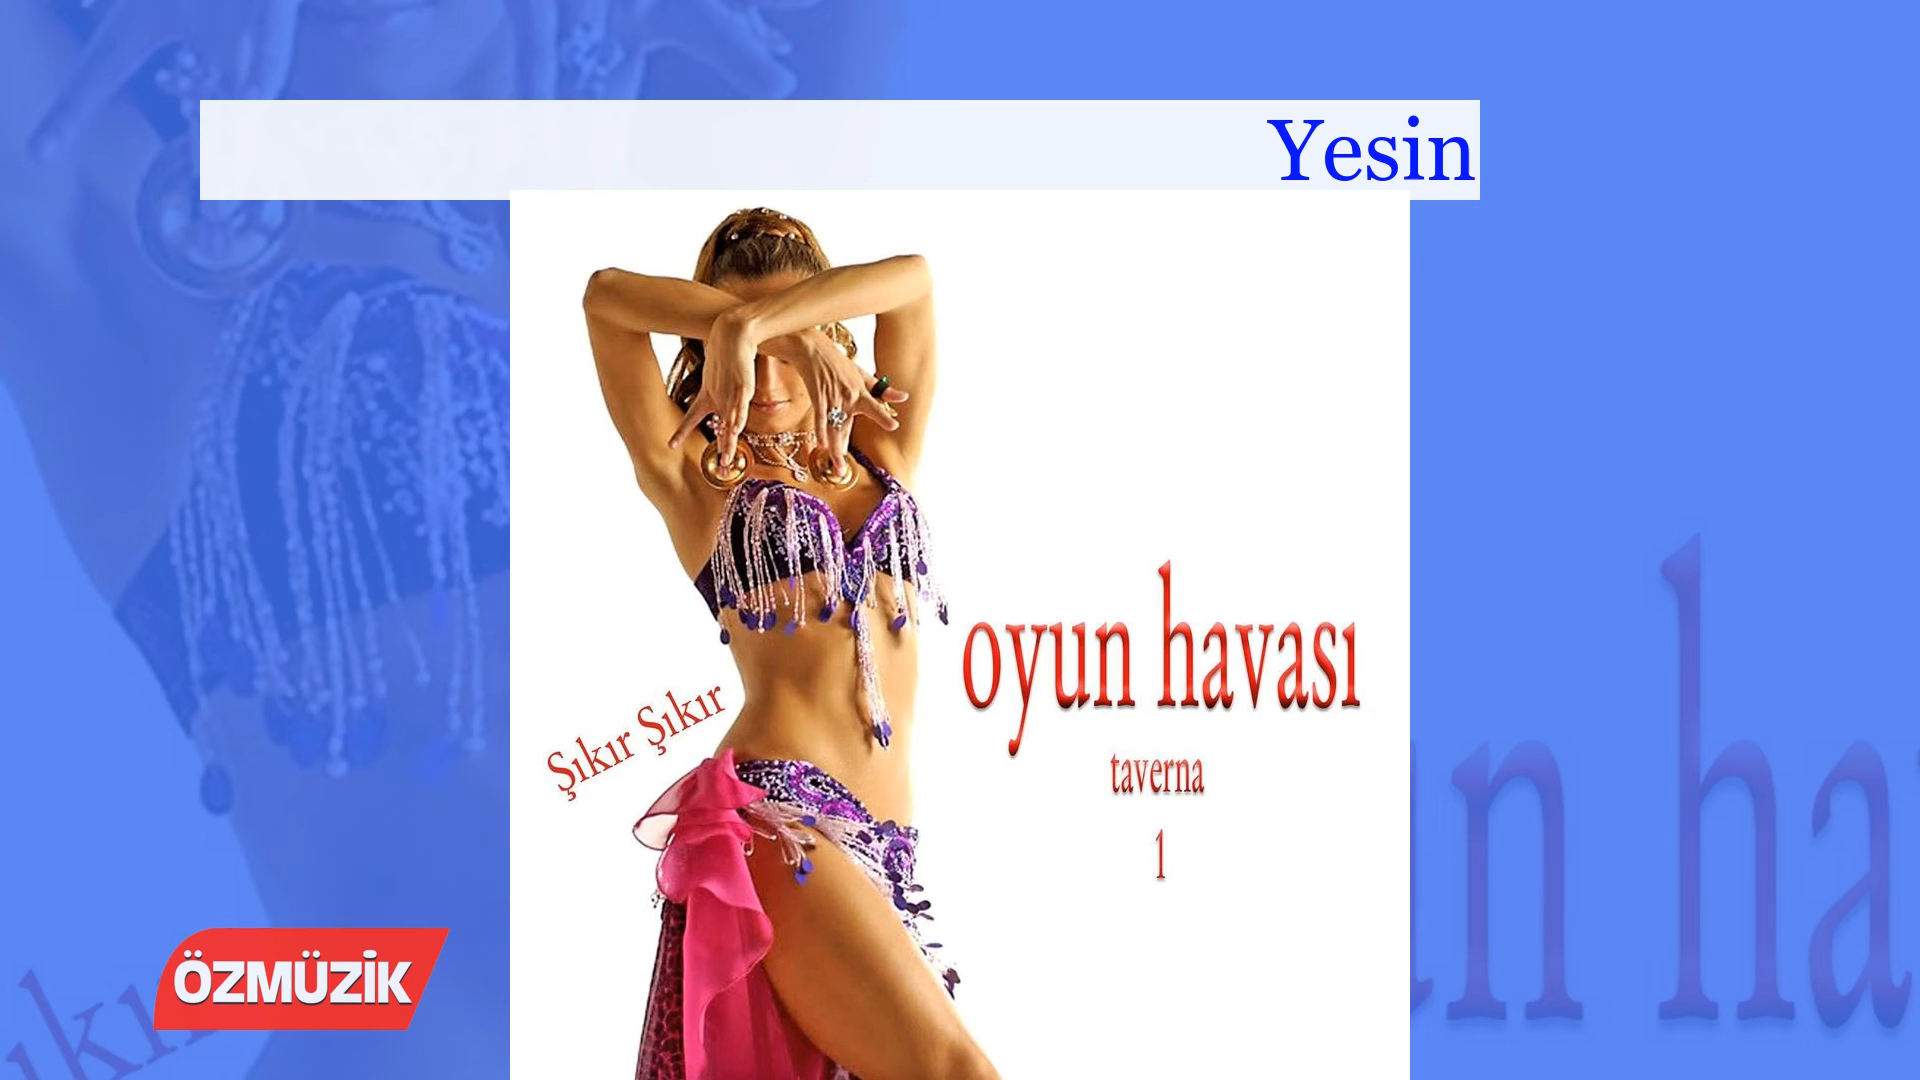 Yesin
Şıkır Şıkır
oyun havası
taverna
1
ÖZMÜZİK